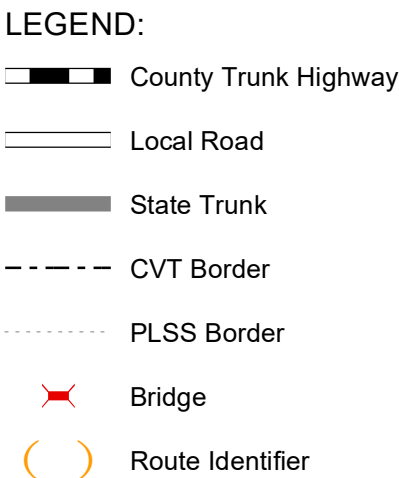 LEGEND:
County Trunk Highway
Local Road
State Trunk
CVT Border
PLSS Border
Bridge
( ) Route Identifier